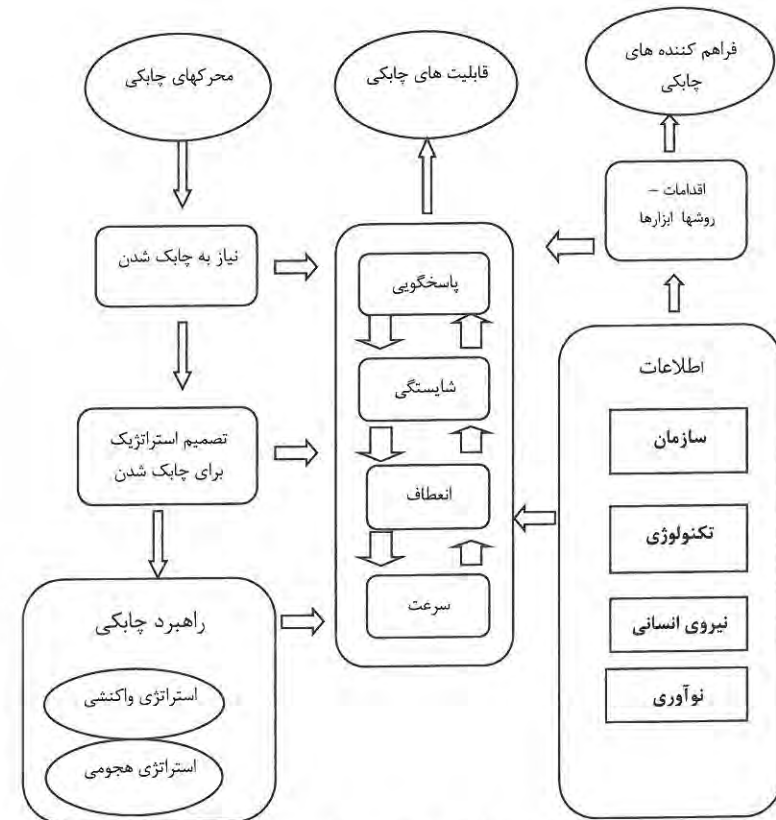 فراهم کننده های
چابکی
اقدامات –
روشها ابزارها
اطلاعات
سازمان
تکنولوژی
نیروی انسانی
نوآوری
قابلیت های چابکی
پاسخگویی
شایستگی
انعطاف
سرعت
محرکهای چابکی
نیاز به چابک شدن
تصمیم استراتژیک
برای چابک شدن
راهبرد چابکی
استراتژی واکنشی
استراتژی هجومی